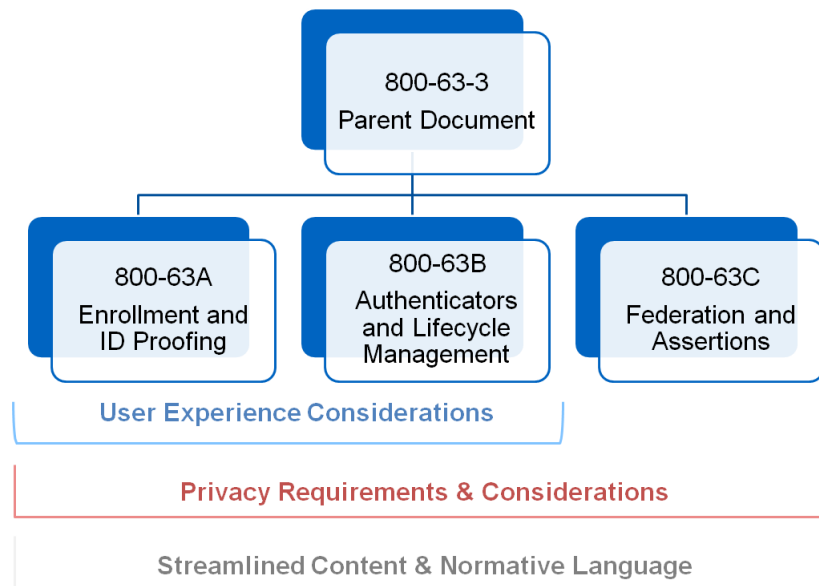 800-63-3
Parent Document
800-63A
Enrollment and
ID Proofing
800-63B
Authenticators
and Lifecycle
Management
800-63C
Federation and
Assertions
User Experience Considerations
Privacy Requirements & Considerations
Streamlined Content & Normative Language